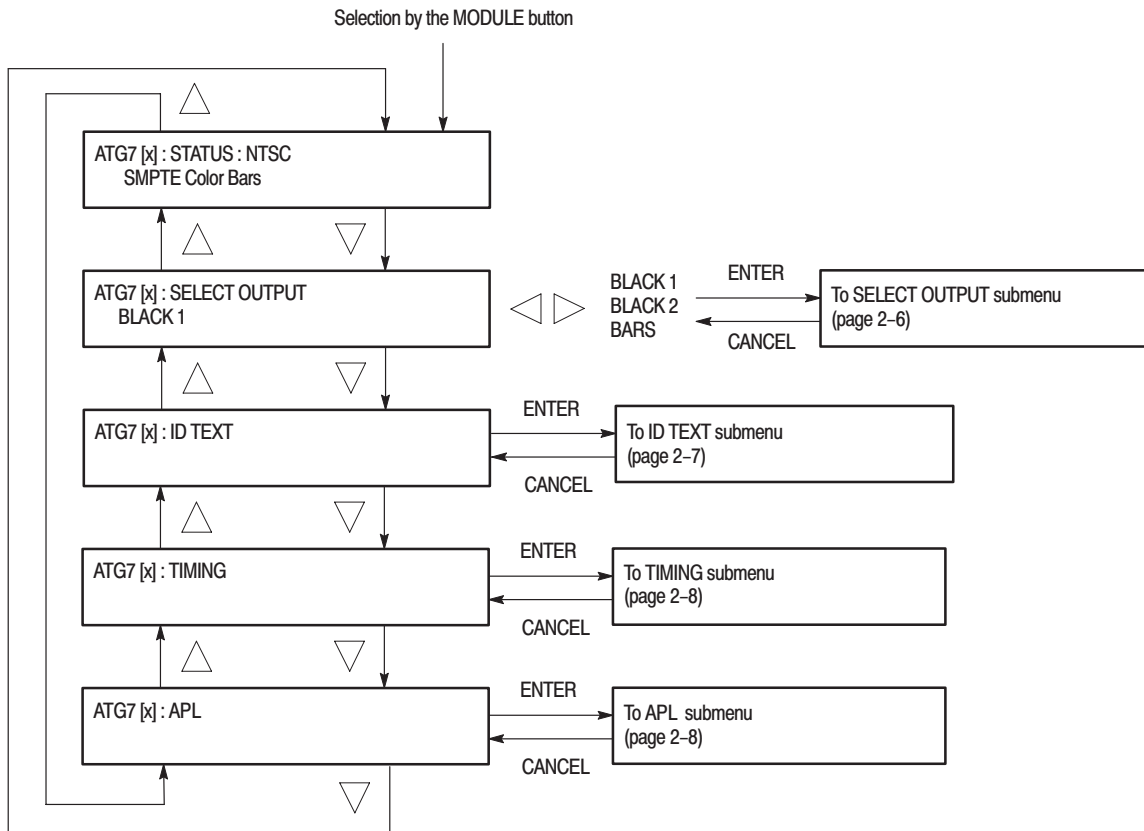 Selection by the MODULE button
ATG7 [x] : STATUS : NTSC
SMPTE Color Bars
ATG7 [x] : SELECT OUTPUT
BLACK 1
BLACK 1
BLACK 2
BARS
ENTER
CANCEL
To SELECT OUTPUT submenu
(page 2–6)
ATG7 [x] : ID TEXT
ENTER
CANCEL
To ID TEXT submenu
(page 2–7)
ATG7 [x] : TIMING
ENTER
CANCEL
To TIMING submenu
(page 2–8)
ATG7 [x] : APL
ENTER
CANCEL
To APL submenu
(page 2–8)